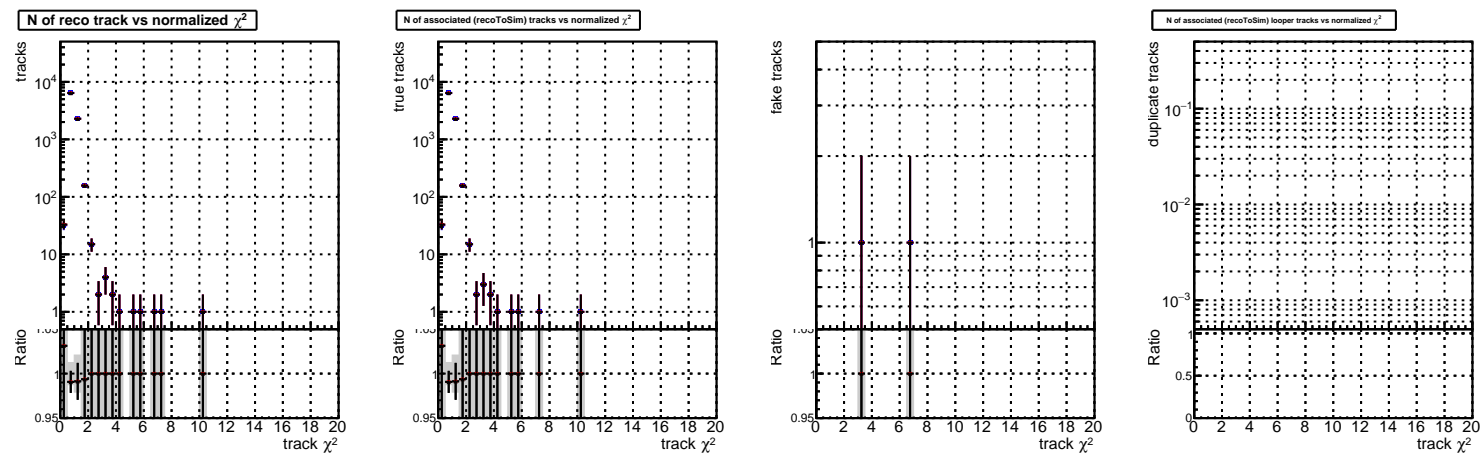 N of reco track vs normalized χ²
tracks
10⁴
10³
10²
10
1
Ratio
1
0.95
0 2 4 6 8 10 12 14 16 18 20
track χ²
N of associated (recoToSim) tracks vs normalized χ²
true tracks
10⁴
10³
10²
10
1
Ratio
1
0.95
0 2 4 6 8 10 12 14 16 18 20
track χ²
fake tracks
1
Ratio
1
0.95
0 2 4 6 8 10 12 14 16 18 20
track χ²
N of associated (recoToSim) looper tracks vs normalized χ²
duplicate tracks
10⁻¹
10⁻²
10⁻³
Ratio
1
0.5
0
0 2 4 6 8 10 12 14 16 18 20
track χ²